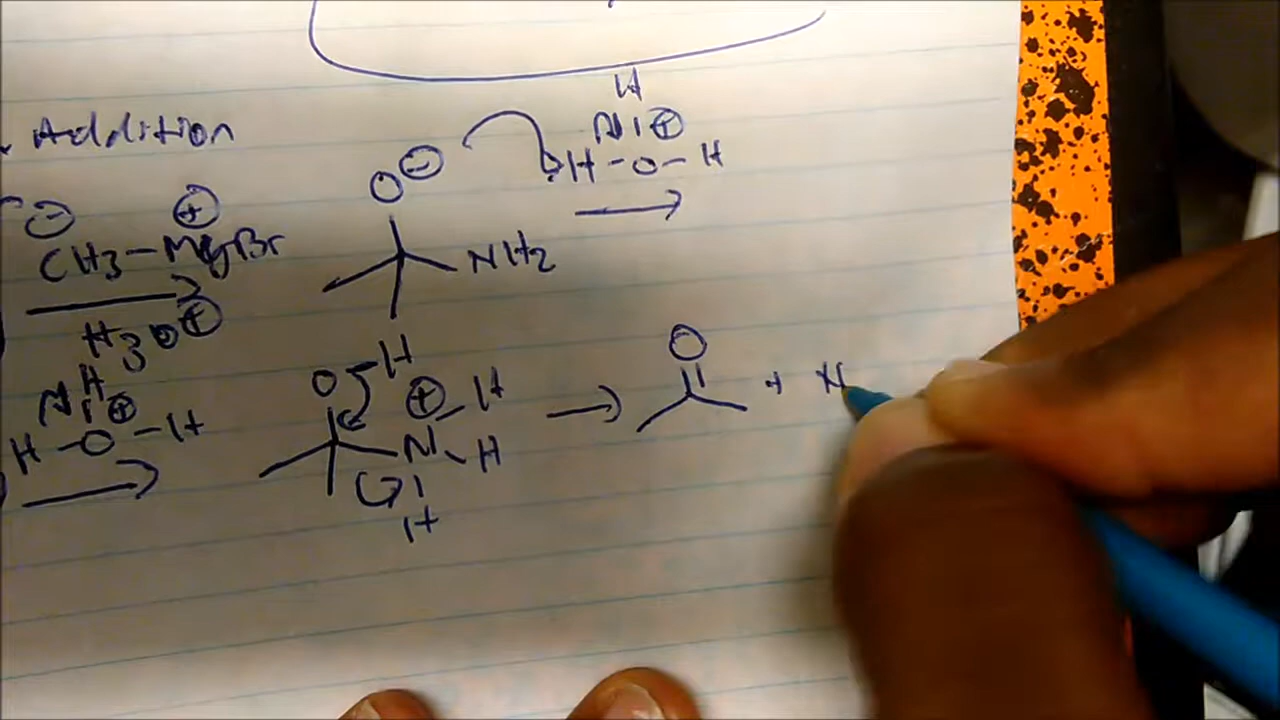 Addition
H
⊕
O ⊖ H-O-H
⊖ ⊕
CH3-MgBr
NH2
H3O⊕
O H
H ⊕ ⊕ H
H-O-H N H
H
O
+ N